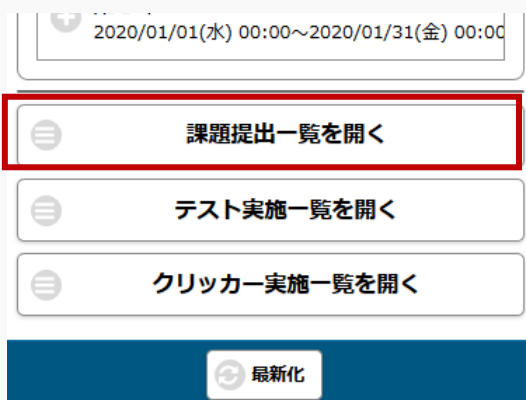 2020/01/01(水) 00:00～2020/01/31(金) 00:00
課題提出一覧を開く
テスト実施一覧を開く
クリッカー実施一覧を開く
最新化